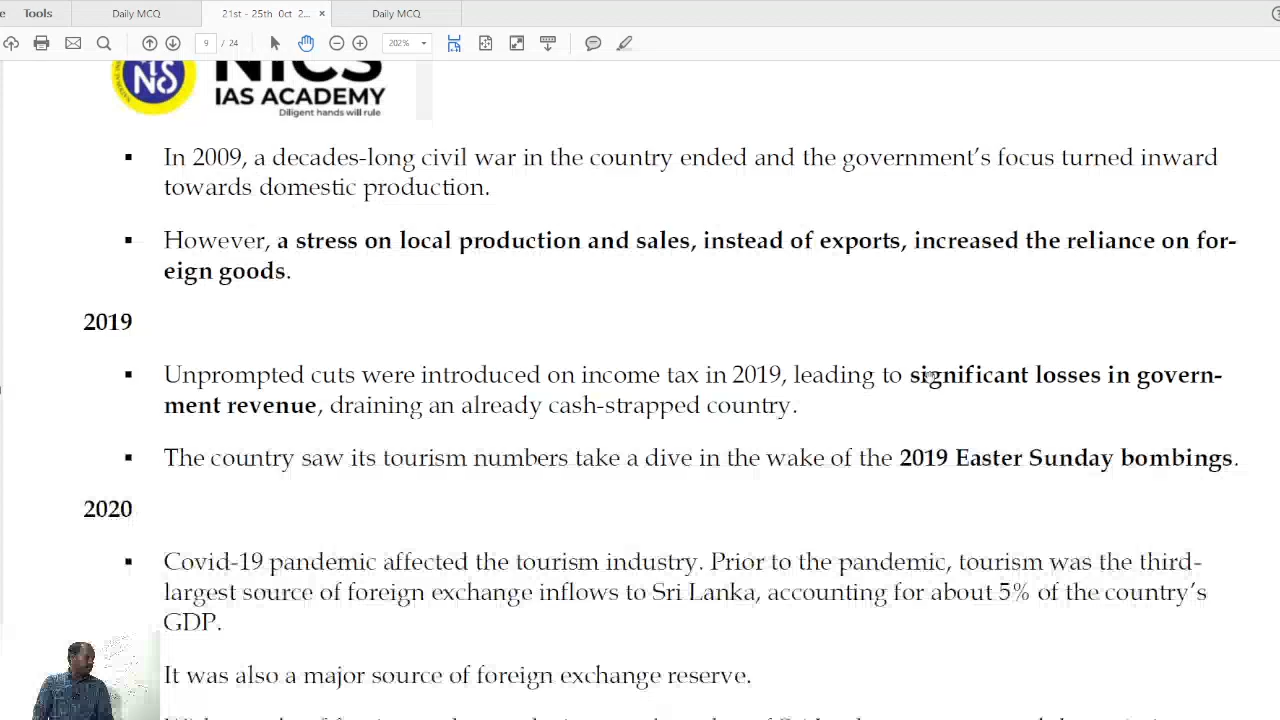 Tools
Daily MCQ
21st - 25th Oct 2...
×
Daily MCQ
9 / 24
202%
NICS
IAS ACADEMY
Diligent hands will rule
▪ In 2009, a decades-long civil war in the country ended and the government's focus turned inward
towards domestic production.
▪ However, a stress on local production and sales, instead of exports, increased the reliance on for-
eign goods.
2019
▪ Unprompted cuts were introduced on income tax in 2019, leading to significant losses in govern-
ment revenue, draining an already cash-strapped country.
▪ The country saw its tourism numbers take a dive in the wake of the 2019 Easter Sunday bombings.
2020
▪ Covid-19 pandemic affected the tourism industry. Prior to the pandemic, tourism was the third-
largest source of foreign exchange inflows to Sri Lanka, accounting for about 5% of the country's
GDP.
It was also a major source of foreign exchange reserve.